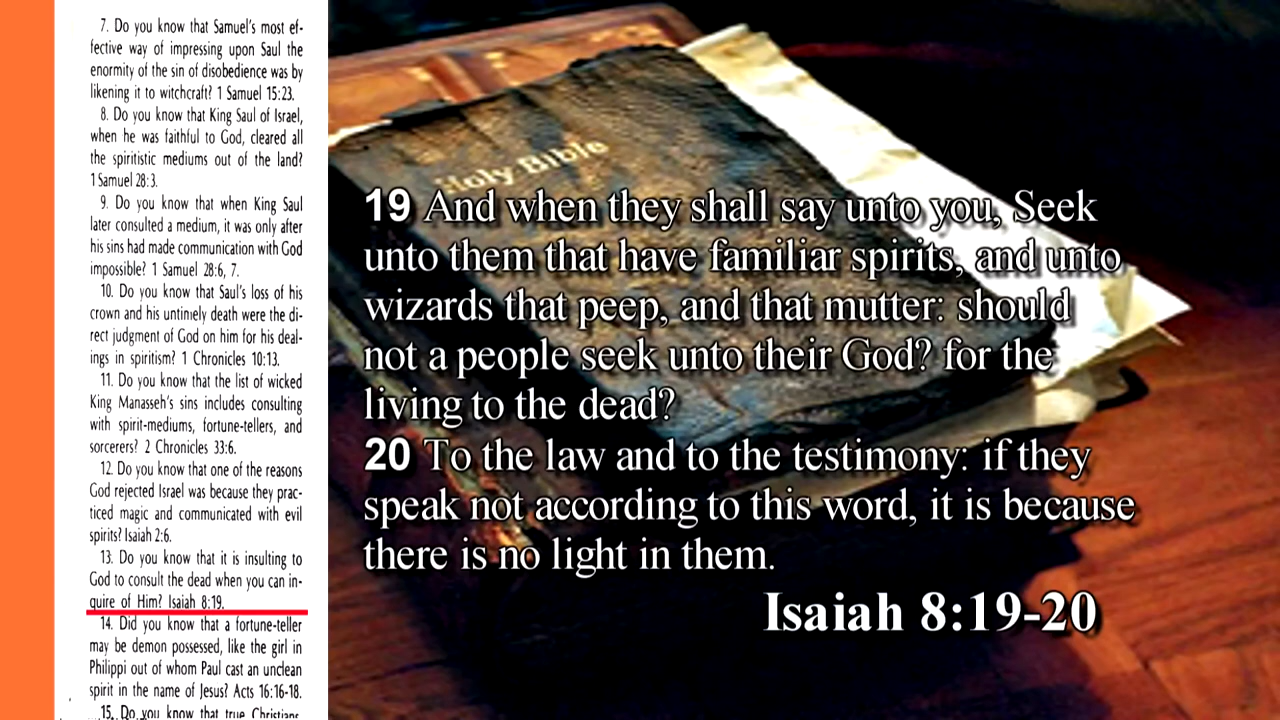 7. Do you know that Samuel's most ef-
fective way of impressing upon Saul the
enormity of the sin of disobedience was by
likening it to witchcraft? 1 Samuel 15:23.
8. Do you know that King Saul of Israel,
when he was faithful to God, cleared all
the spiritistic mediums out of the land?
1 Samuel 28:3.
9. Do you know that when King Saul
later consulted a medium, it was only after
his sins had made communication with God
impossible? 1 Samuel 28:6, 7.
10. Do you know that Saul's loss of his
crown and his untimely death were the di-
rect judgment of God on him for his deal-
ings in spiritism? 1 Chronicles 10:13.
11. Do you know that the list of wicked
King Manasseh's sins includes consulting
with spirit-mediums, fortune-tellers, and
sorcerers? 2 Chronicles 33:6.
12. Do you know that one of the reasons
God rejected Israel was because they prac-
ticed magic and communicated with evil
spirits? Isaiah 2:6.
13. Do you know that it is insulting to
God to consult the dead when you can in-
quire of Him? Isaiah 8:19.
14. Did you know that a fortune-teller
may be demon possessed, like the girl in
Philippi out of whom Paul cast an unclean
spirit in the name of Jesus? Acts 16:16-18.
15. Do you know that true Christians
Holy Bible
19 And when they shall say unto you, Seek
unto them that have familiar spirits, and unto
wizards that peep, and that mutter: should
not a people seek unto their God? for the
living to the dead?
20 To the law and to the testimony: if they
speak not according to this word, it is because
there is no light in them.
Isaiah 8:19-20